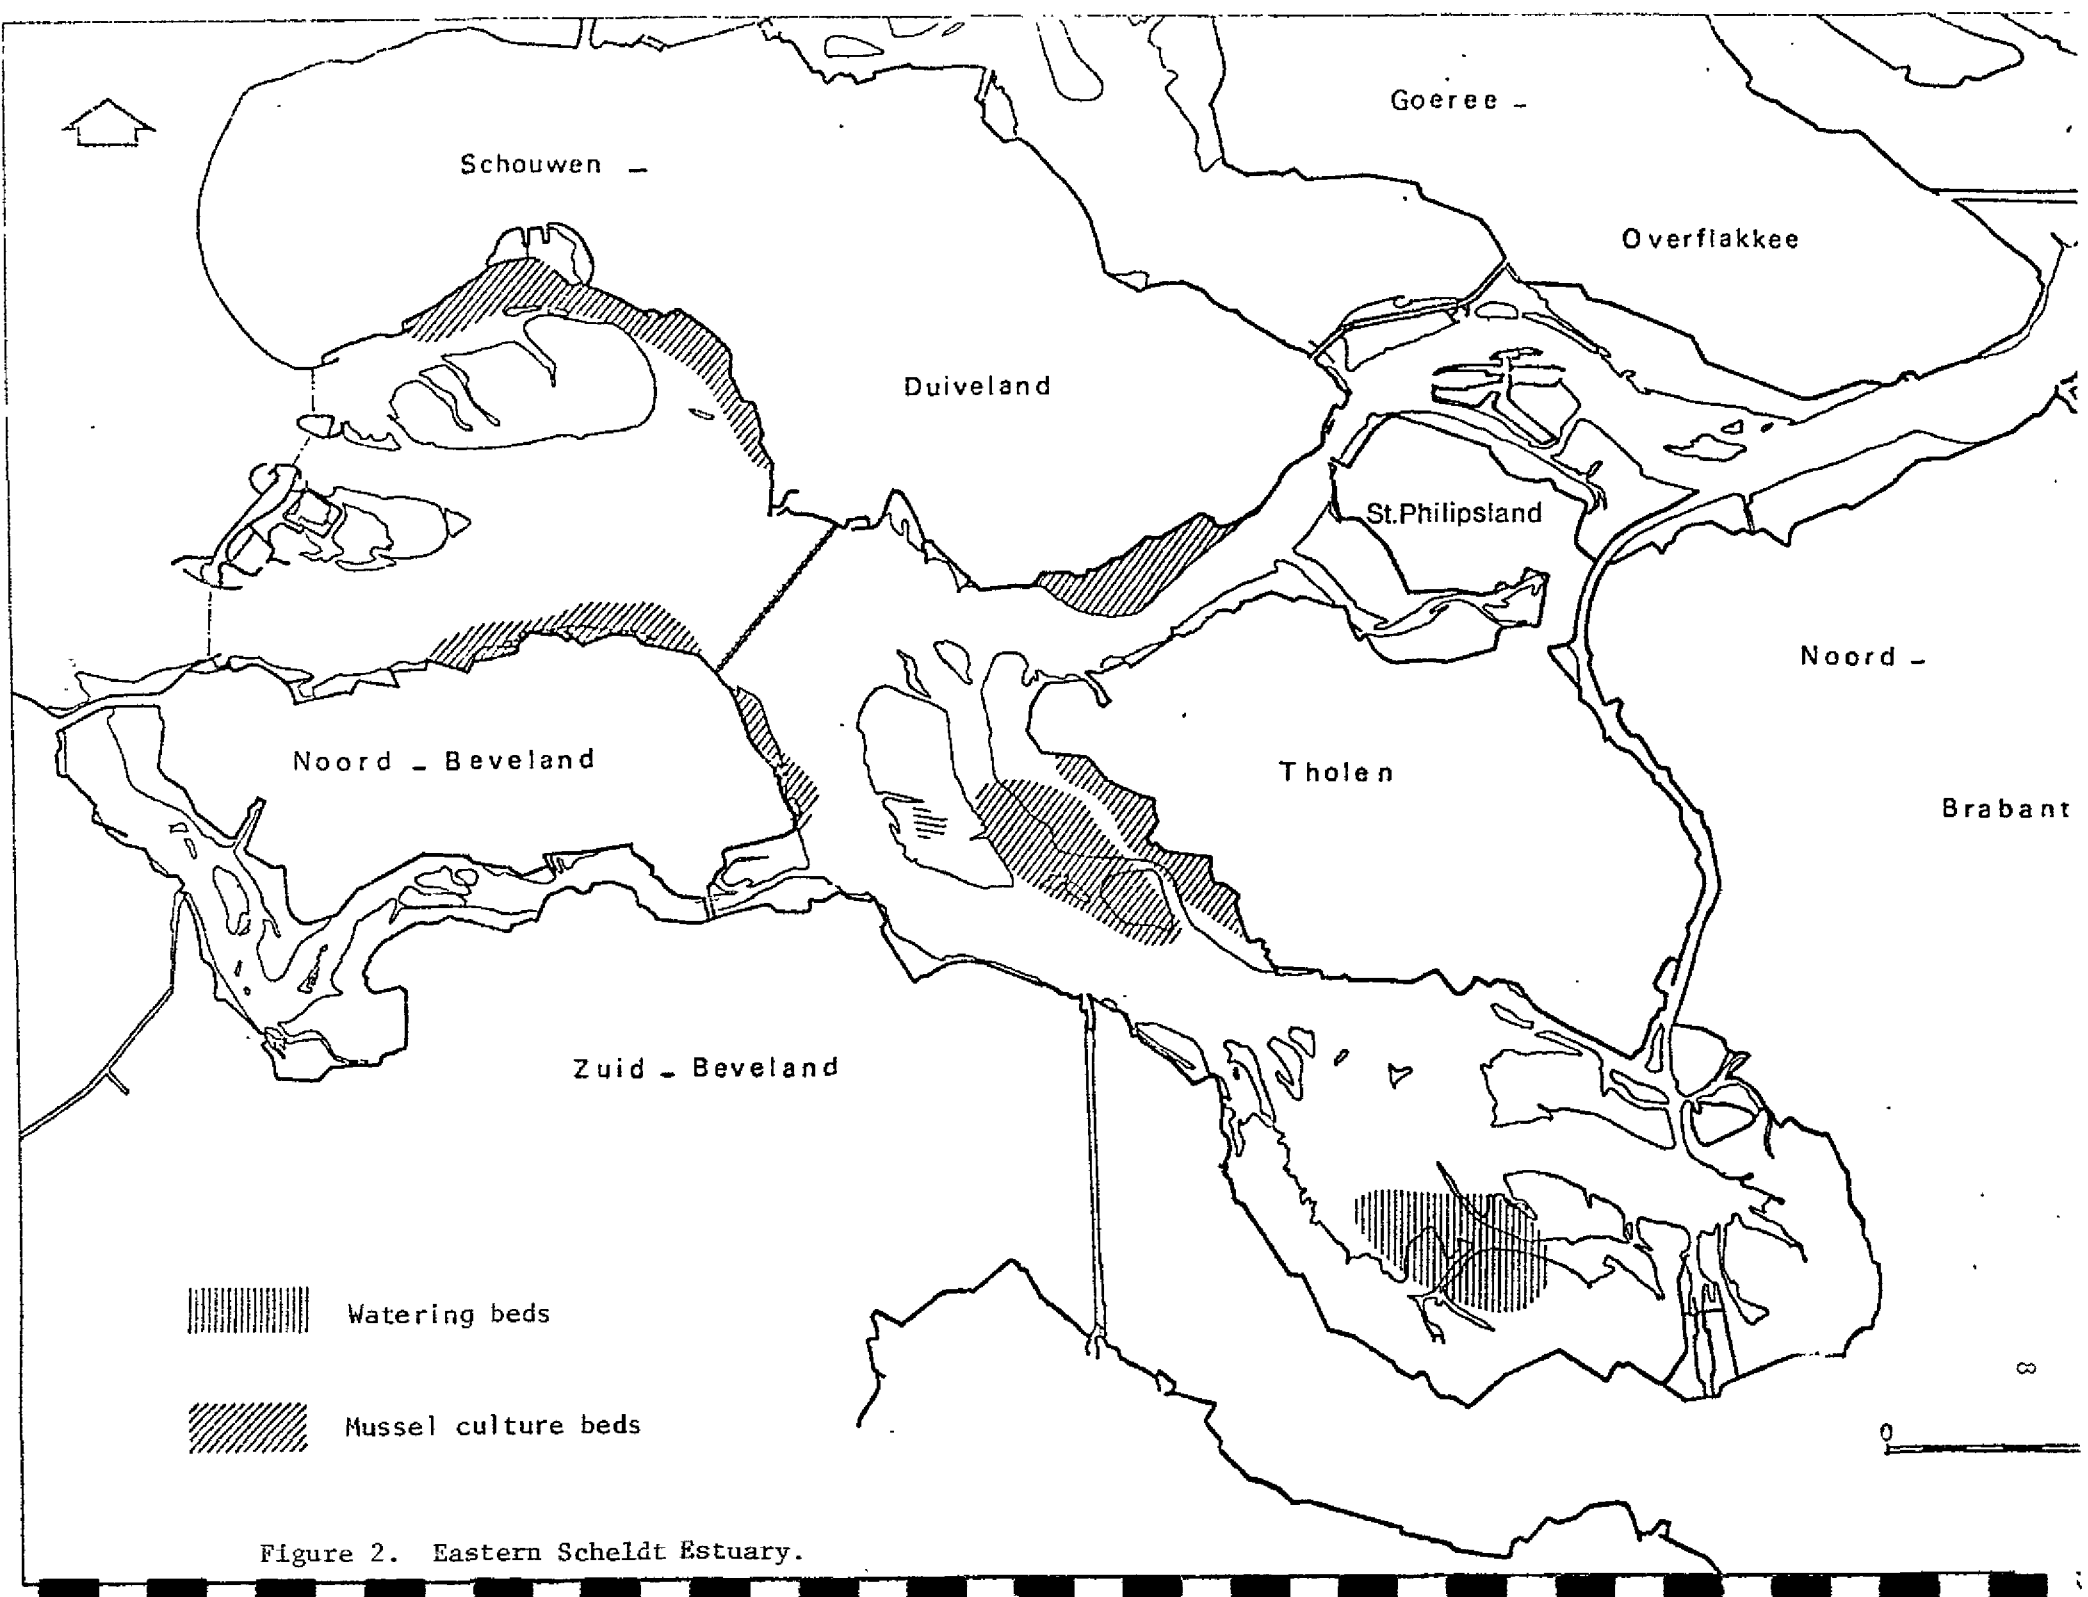 Goeree -
Schouwen -
Overflakkee
Duiveland
St.Philipsland
Noord -
Noord - Beveland
Tholen
Brabant
Zuid - Beveland
Watering beds
8
Mussel culture beds
0
Figure 2. Eastern Scheldt Estuary.